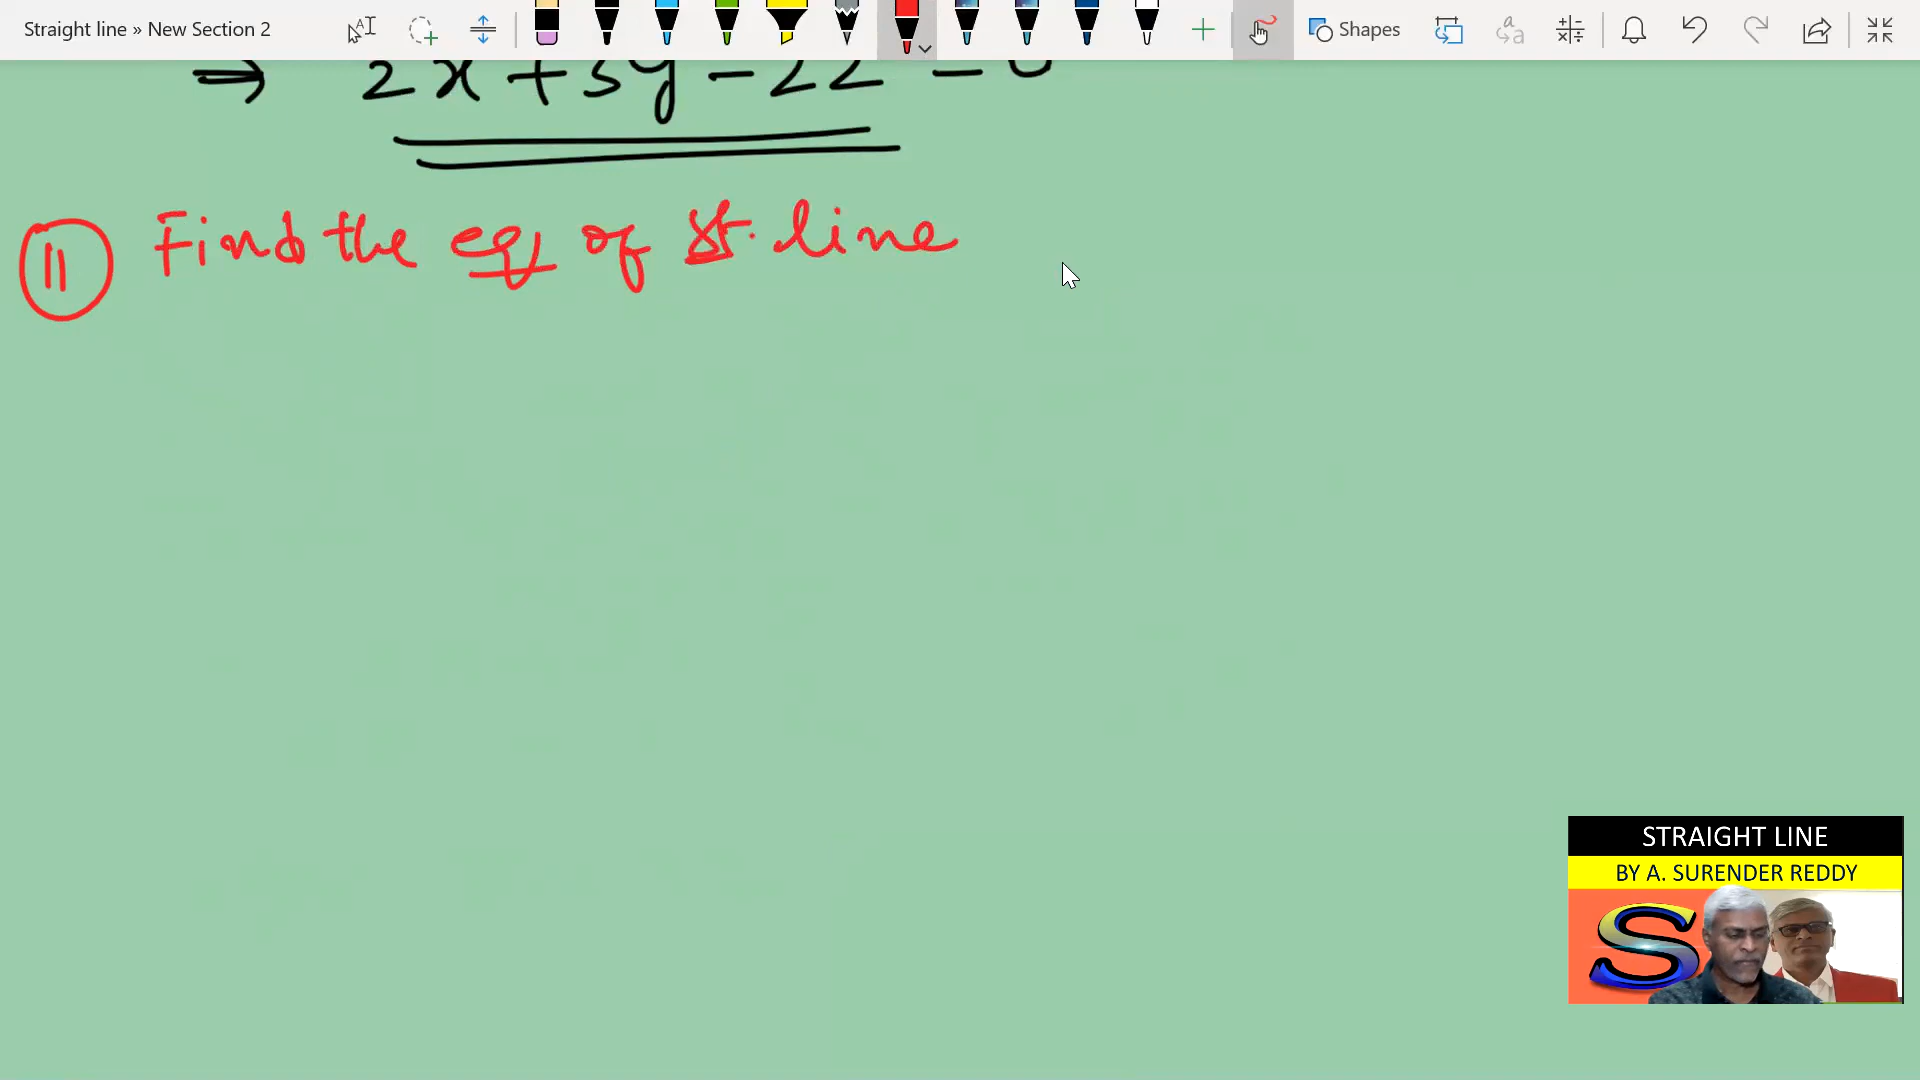 Straight line » New Section 2
Shapes
⇒ 2x+3y-22 = 0
11 Find the eq of St. line
STRAIGHT LINE
BY A. SURENDER REDDY
S